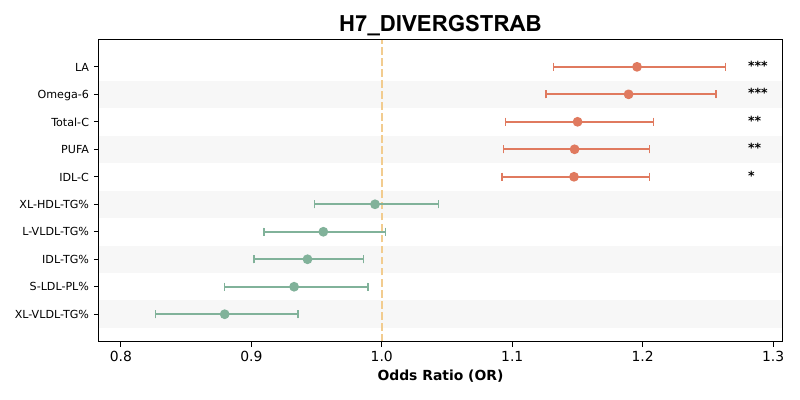 H7_DIVERGSTRAB
LA ***
Omega-6 ***
Total-C **
PUFA **
IDL-C *
XL-HDL-TG%
L-VLDL-TG%
IDL-TG%
S-LDL-PL%
XL-VLDL-TG%
0.8 0.9 1.0 1.1 1.2 1.3
Odds Ratio (OR)